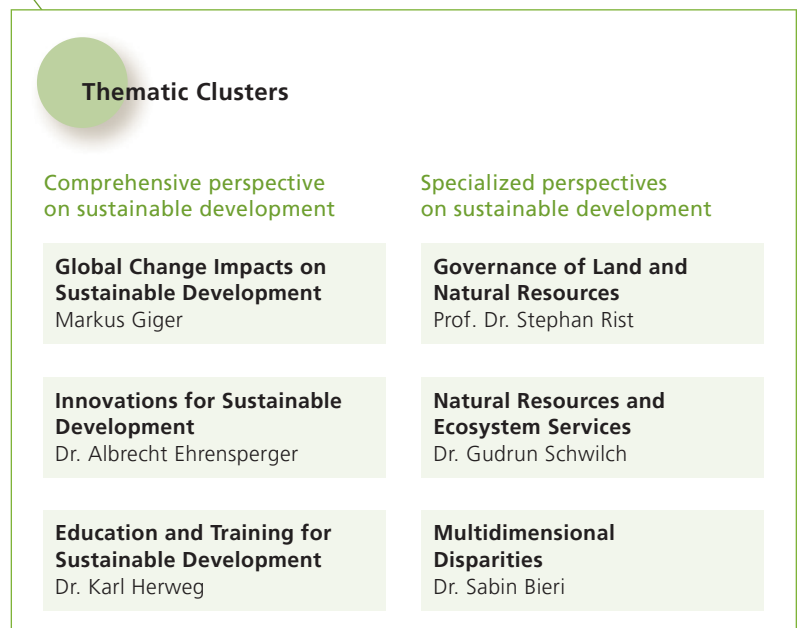 Thematic Clusters
Comprehensive perspective
on sustainable development
Global Change Impacts on
Sustainable Development
Markus Giger
Innovations for Sustainable
Development
Dr. Albrecht Ehrensperger
Education and Training for
Sustainable Development
Dr. Karl Herweg
Specialized perspectives
on sustainable development
Governance of Land and
Natural Resources
Prof. Dr. Stephan Rist
Natural Resources and
Ecosystem Services
Dr. Gudrun Schwilch
Multidimensional
Disparities
Dr. Sabin Bieri